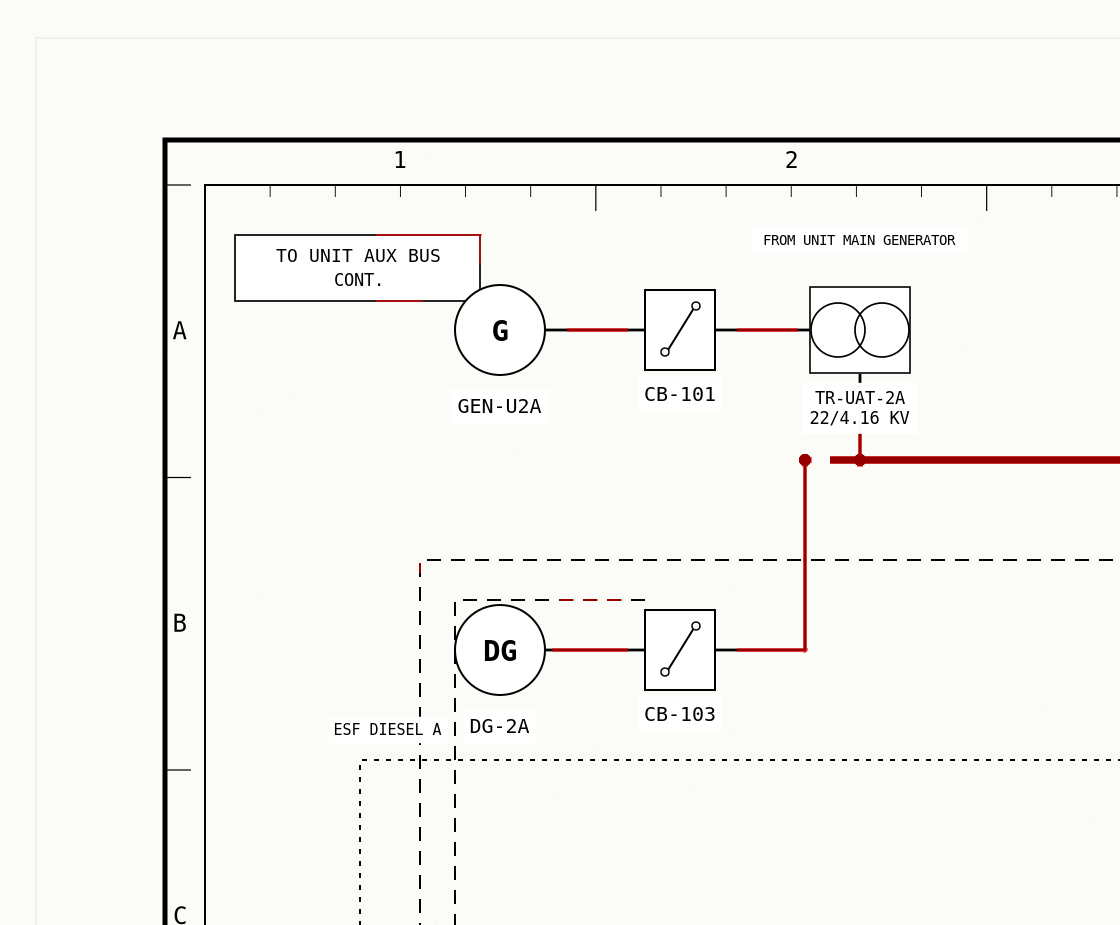 1
2
FROM UNIT MAIN GENERATOR
TO UNIT AUX BUS
CONT.
A
G
CB-101
TR-UAT-2A
22/4.16 KV
GEN-U2A
B
DG
CB-103
ESF DIESEL A
DG-2A
C